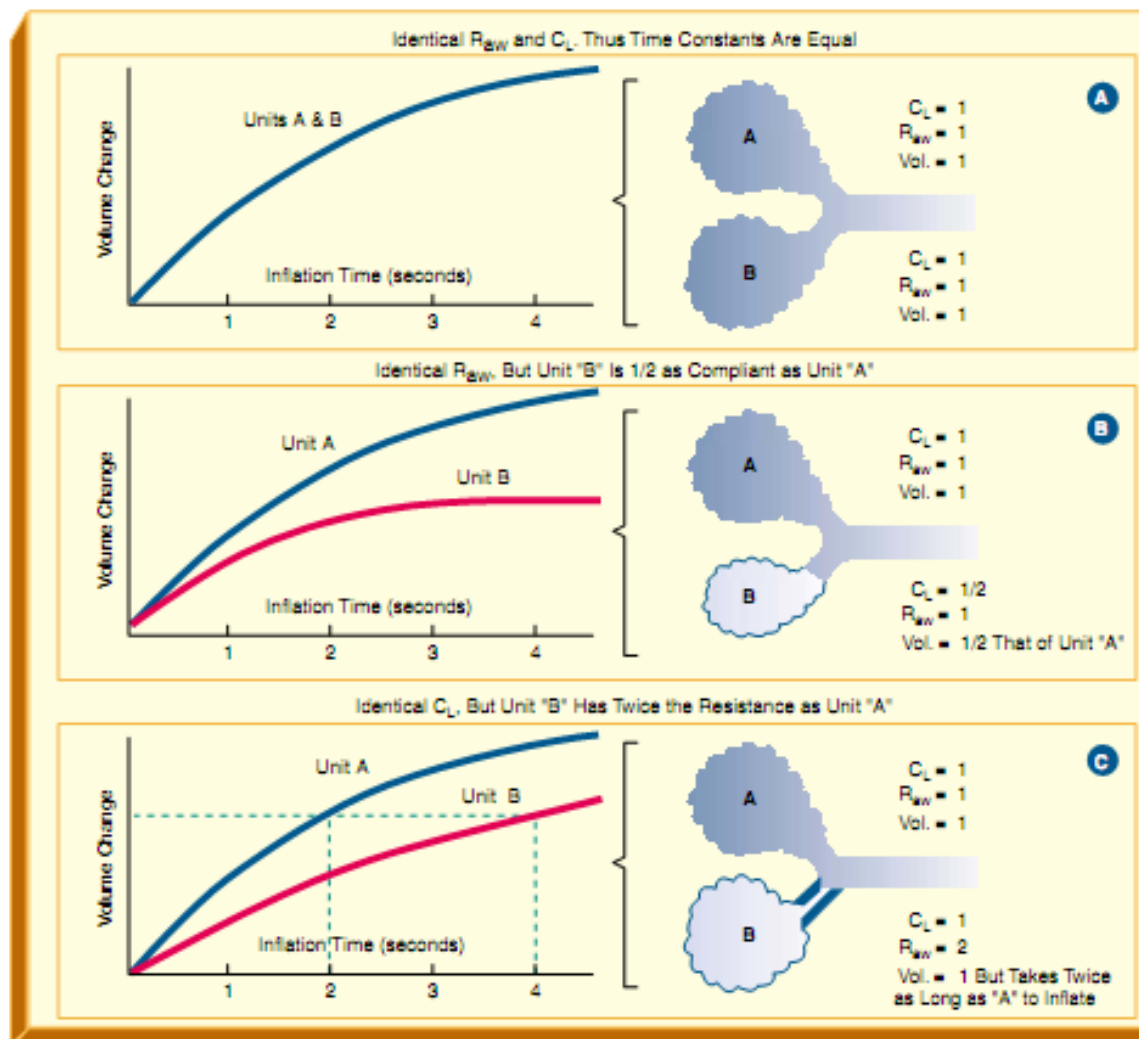 Identical Raw and CL. Thus Time Constants Are Equal
A
Volume Change
Units A & B
Inflation Time (seconds)
1 2 3 4
A
B
CL = 1
Raw = 1
Vol. = 1
CL = 1
Raw = 1
Vol. = 1
Identical Raw, But Unit "B" Is 1/2 as Compliant as Unit "A"
B
Volume Change
Unit A
Unit B
Inflation Time (seconds)
1 2 3 4
A
B
CL = 1
Raw = 1
Vol. = 1
CL = 1/2
Raw = 1
Vol. = 1/2 That of Unit "A"
Identical CL, But Unit "B" Has Twice the Resistance as Unit "A"
C
Volume Change
Unit A
Unit B
Inflation Time (seconds)
1 2 3 4
A
B
CL = 1
Raw = 1
Vol. = 1
CL = 1
Raw = 2
Vol. = 1 But Takes Twice
as Long as "A" to Inflate